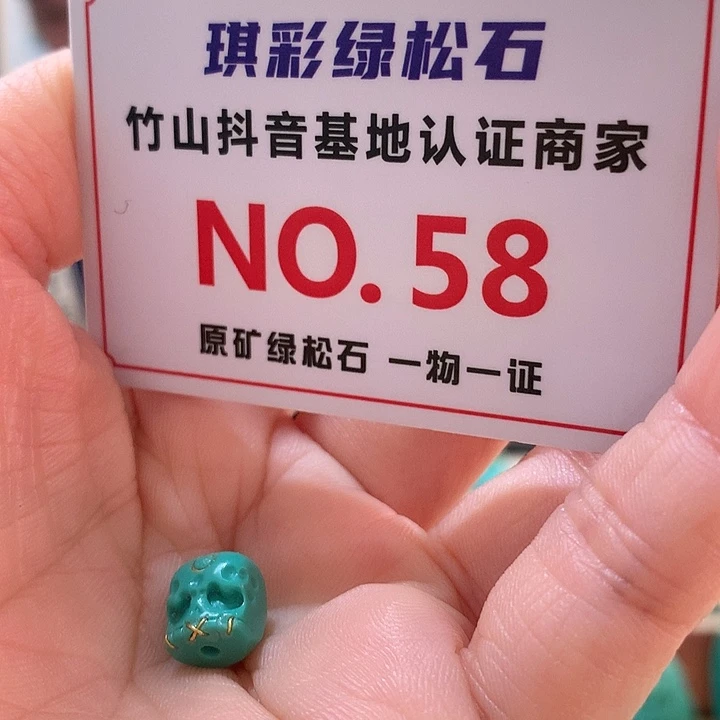 琪彩绿松石
竹山抖音基地认证商家
NO.58
原矿绿松石 一物一证